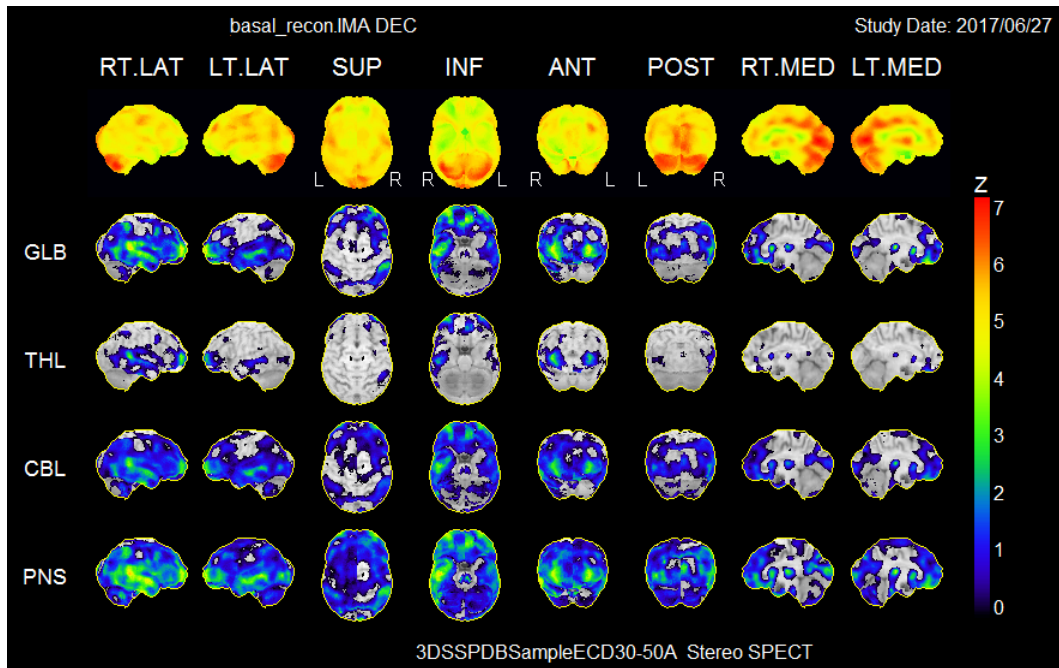 basal_recon.IMA DEC Study Date: 2017/06/27
RT.LAT LT.LAT SUP INF ANT POST RT.MED LT.MED
L R R L R L L R
Z
7
GLB
6
5
THL
4
3
CBL
2
1
PNS
0
3DSSPDBSampleECD30-50A Stereo SPECT